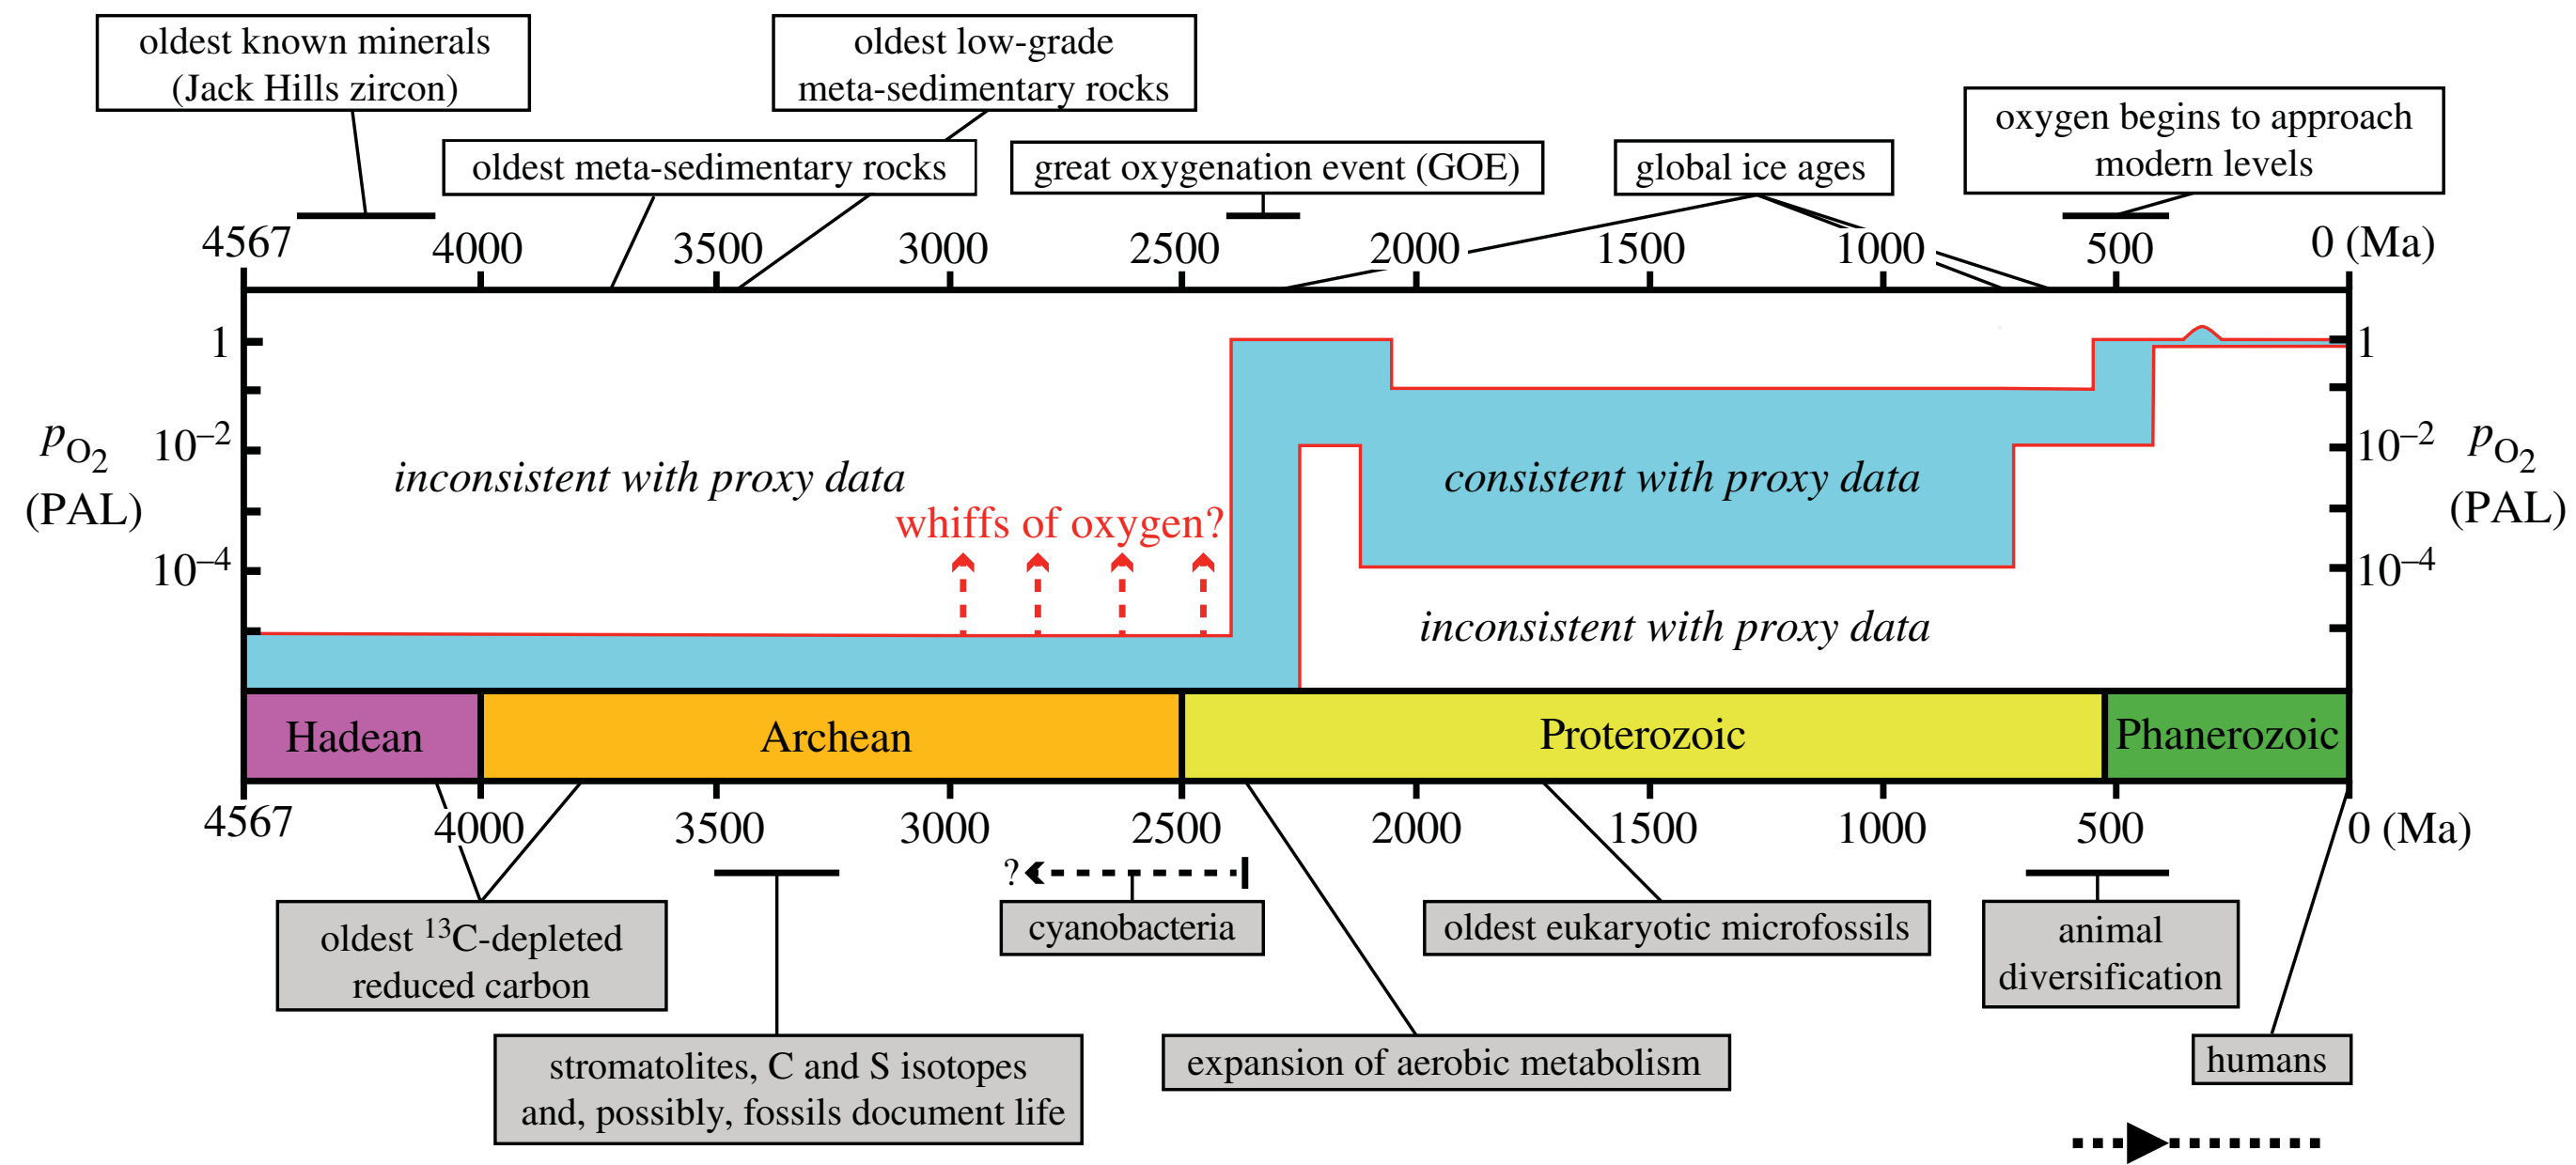 oldest known minerals
(Jack Hills zircon)
oldest low-grade
meta-sedimentary rocks
oldest meta-sedimentary rocks
great oxygenation event (GOE)
global ice ages
oxygen begins to approach
modern levels
4567 4000 3500 3000 2500 2000 1500 1000 500 0 (Ma)
1
10⁻²
10⁻⁴
pO₂
(PAL)
inconsistent with proxy data
whiffs of oxygen?
consistent with proxy data
inconsistent with proxy data
1
10⁻²
10⁻⁴
pO₂
(PAL)
Hadean Archean Proterozoic Phanerozoic
4567 4000 3500 3000 2500 2000 1500 1000 500 0 (Ma)
?
oldest ¹³C-depleted
reduced carbon
cyanobacteria
oldest eukaryotic microfossils
animal
diversification
stromatolites, C and S isotopes
and, possibly, fossils document life
expansion of aerobic metabolism
humans